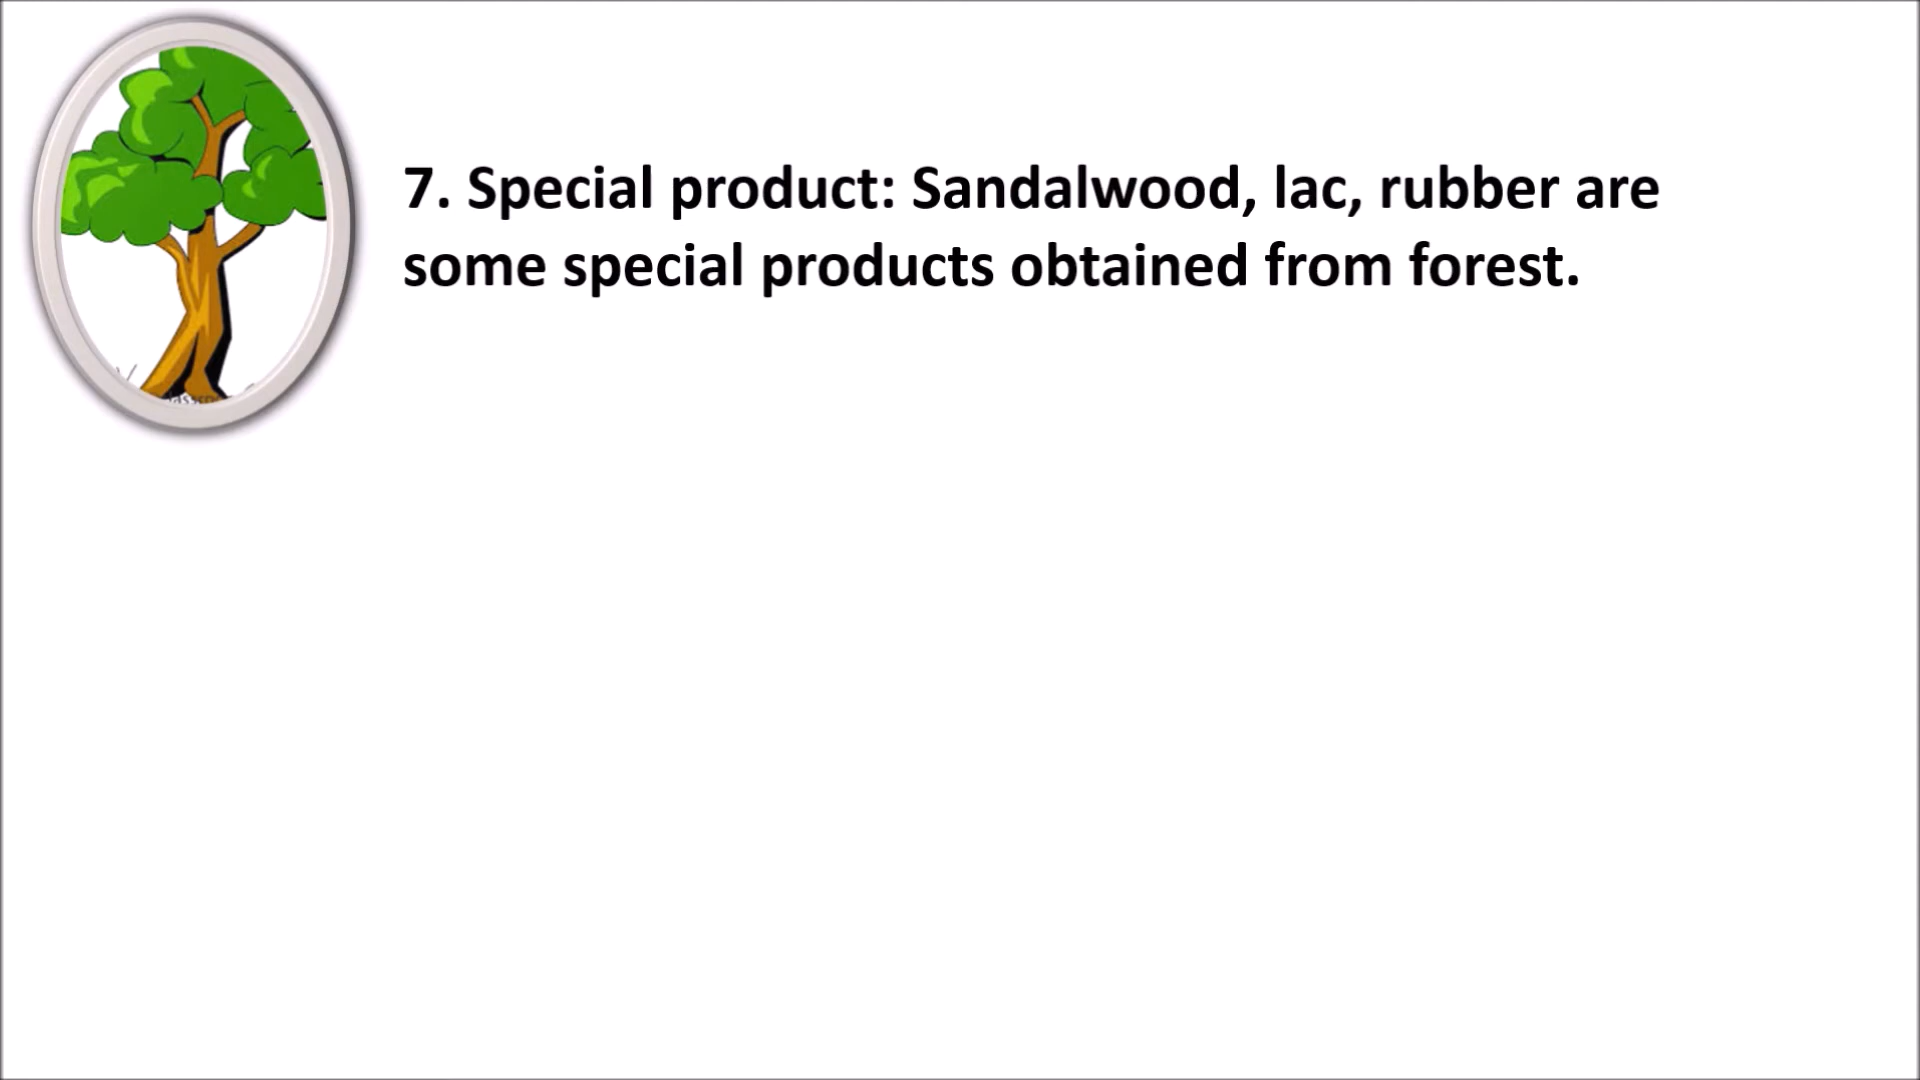 7. Special product: Sandalwood, lac, rubber are
some special products obtained from forest.